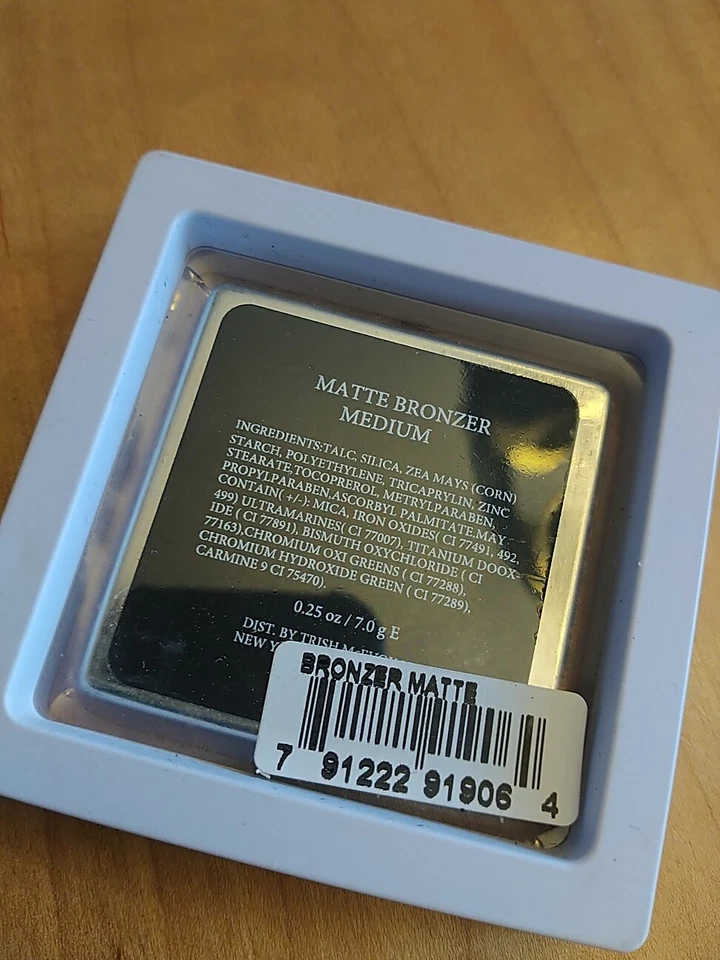 MATTE BRONZER
MEDIUM
INGREDIENTS:TALC, SILICA, ZEA MAYS (CORN)
STARCH, POLYETHYLENE, TRICAPRYLIN, ZINC
STEARATE,TOCOPREROL, METRYLPARABEN,
PROPYLPARABEN,ASCORBYL PALMITATE.MAY
CONTAIN(+/-): MICA, IRON OXIDES( CI 77491, 492,
499) ULTRAMARINES( CI 77007), TITANIUM DOOX-
IDE ( CI 77891), BISMUTH OXYCHLORIDE ( CI
77163),CHROMIUM OXI GREENS ( CI 77288),
CHROMIUM HYDROXIDE GREEN ( CI 77289),
CARMINE 9 CI 75470).
0.25 oz / 7.0 g E
DIST. BY TRISH
NEW
BRONZER MATTE
7 91222 91906 4